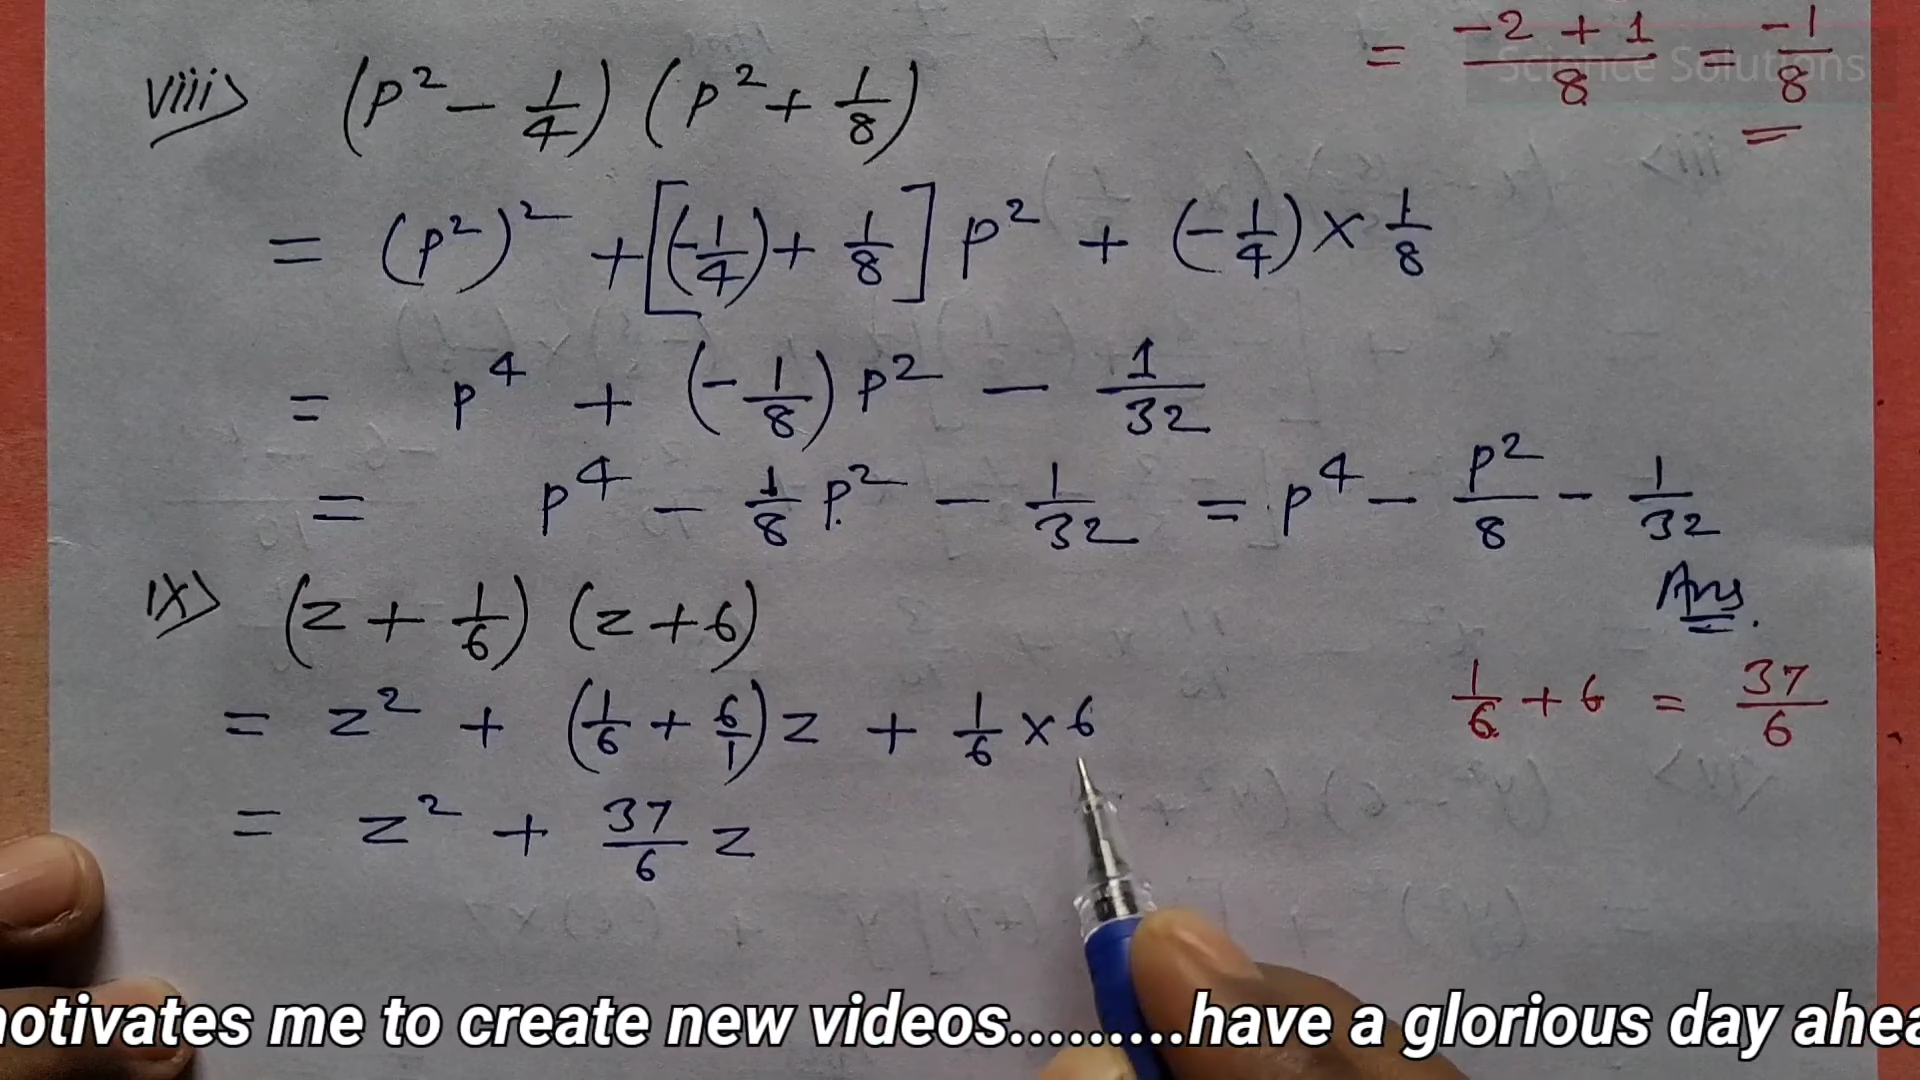 = (-2 + 1)/8 = -1/8
Science Solutions
viii> (p² - 1/4) (p² + 1/8)
= (p²)² + [(-1/4) + 1/8] p² + (-1/4) × 1/8
= p⁴ + (-1/8) p² - 1/32
= p⁴ - 1/8 p² - 1/32 = p⁴ - p²/8 - 1/32
Ans.
ix> (z + 1/6) (z + 6)
= z² + (1/6 + 6/1) z + 1/6 × 6
1/6 + 6 = 37/6
= z² + 37/6 z
motivates me to create new videos.........have a glorious day ahea